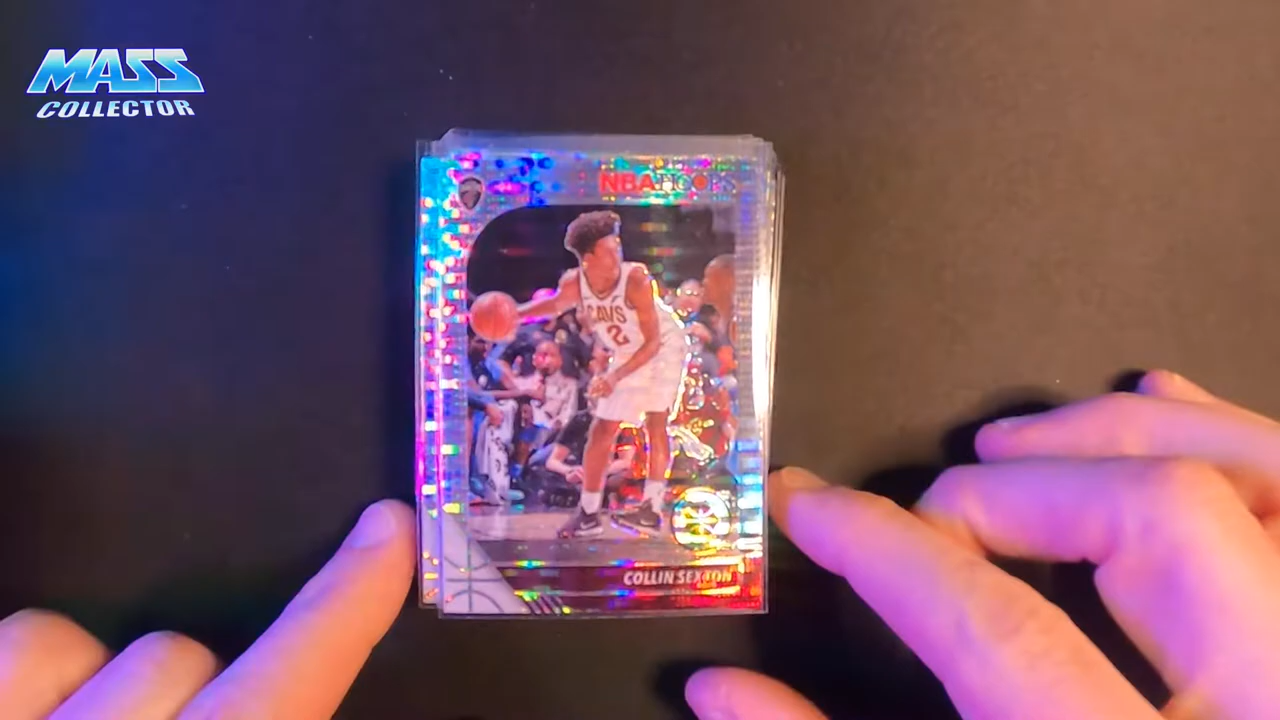 MASS
COLLECTOR
NBA HOOPS
CAVS
2
COLLIN SEXTON